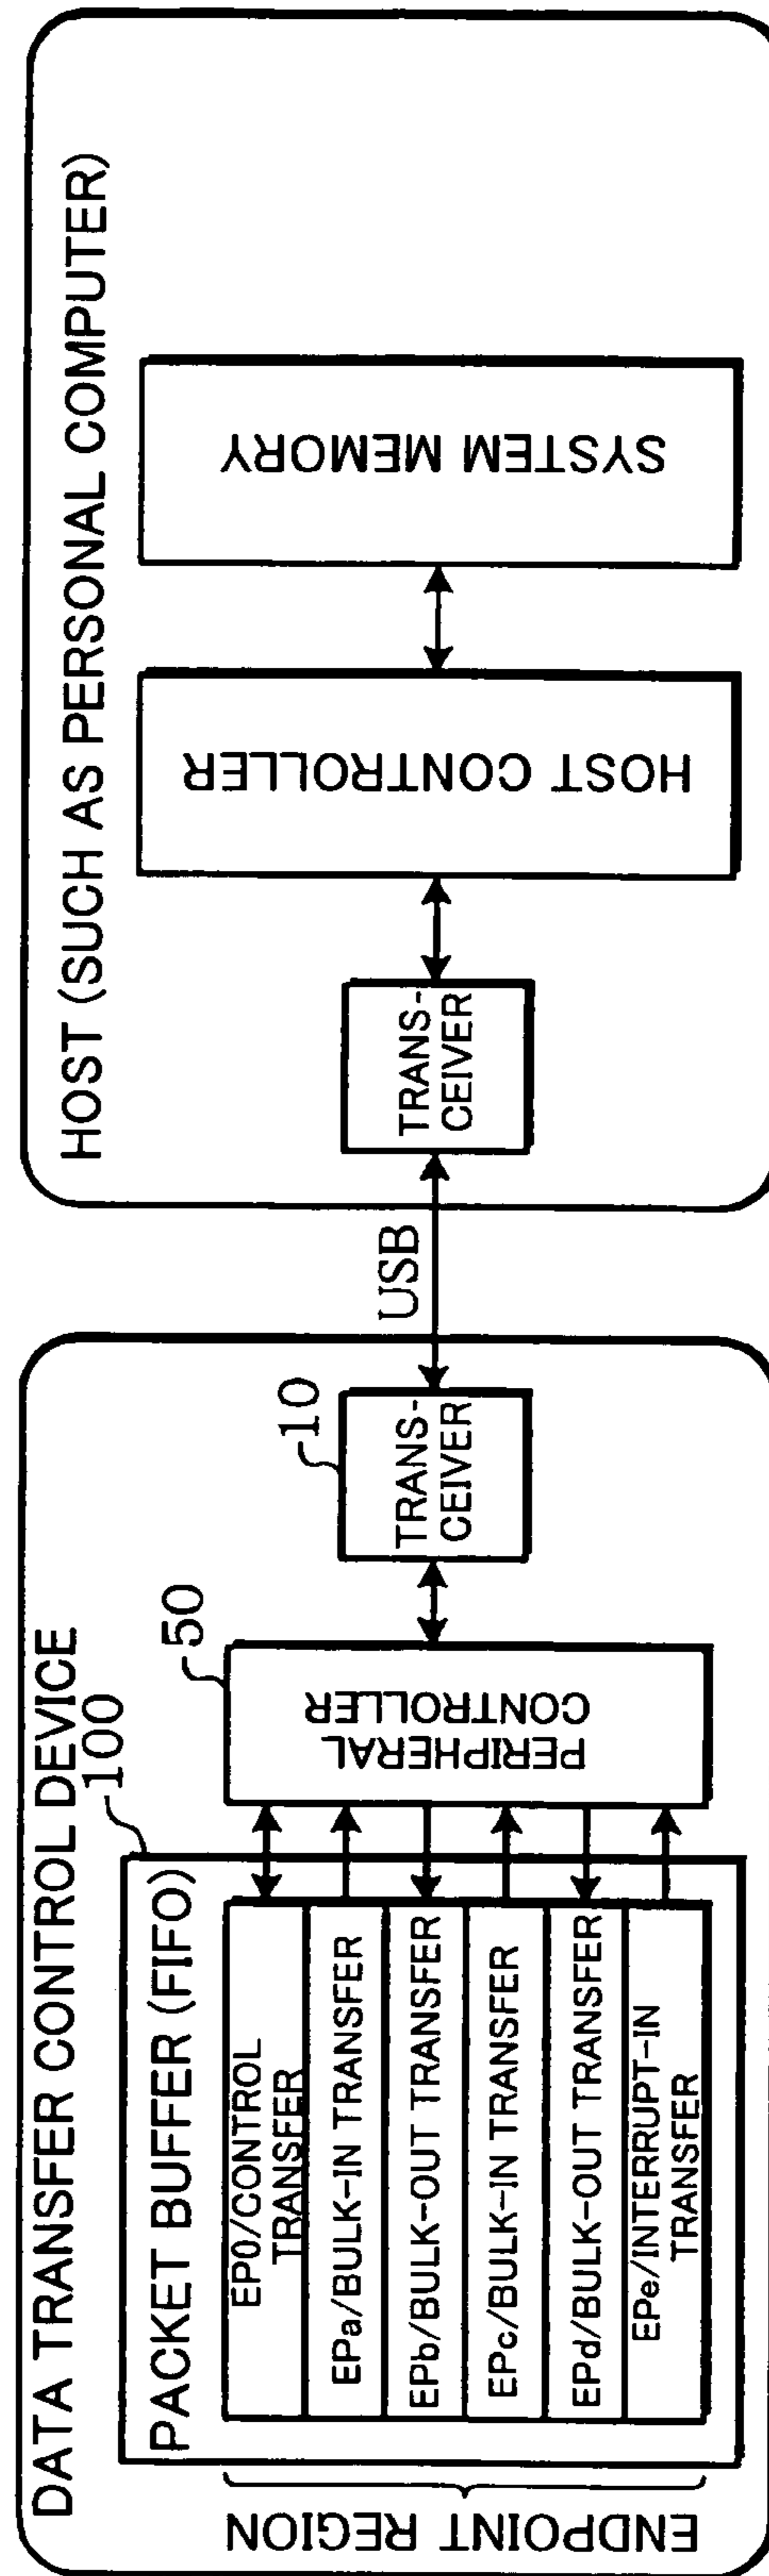 DATA TRANSFER CONTROL DEVICE
100
PACKET BUFFER (FIFO)
ENDPOINT REGION
EP0/CONTROL
TRANSFER
EPa/BULK-IN TRANSFER
EPb/BULK-OUT TRANSFER
EPc/BULK-IN TRANSFER
EPd/BULK-OUT TRANSFER
EPe/INTERRUPT-IN
TRANSFER
50
PERIPHERAL
CONTROLLER
10
TRANS-
CEIVER
USB
HOST (SUCH AS PERSONAL COMPUTER)
TRANS-
CEIVER
HOST CONTROLLER
SYSTEM MEMORY